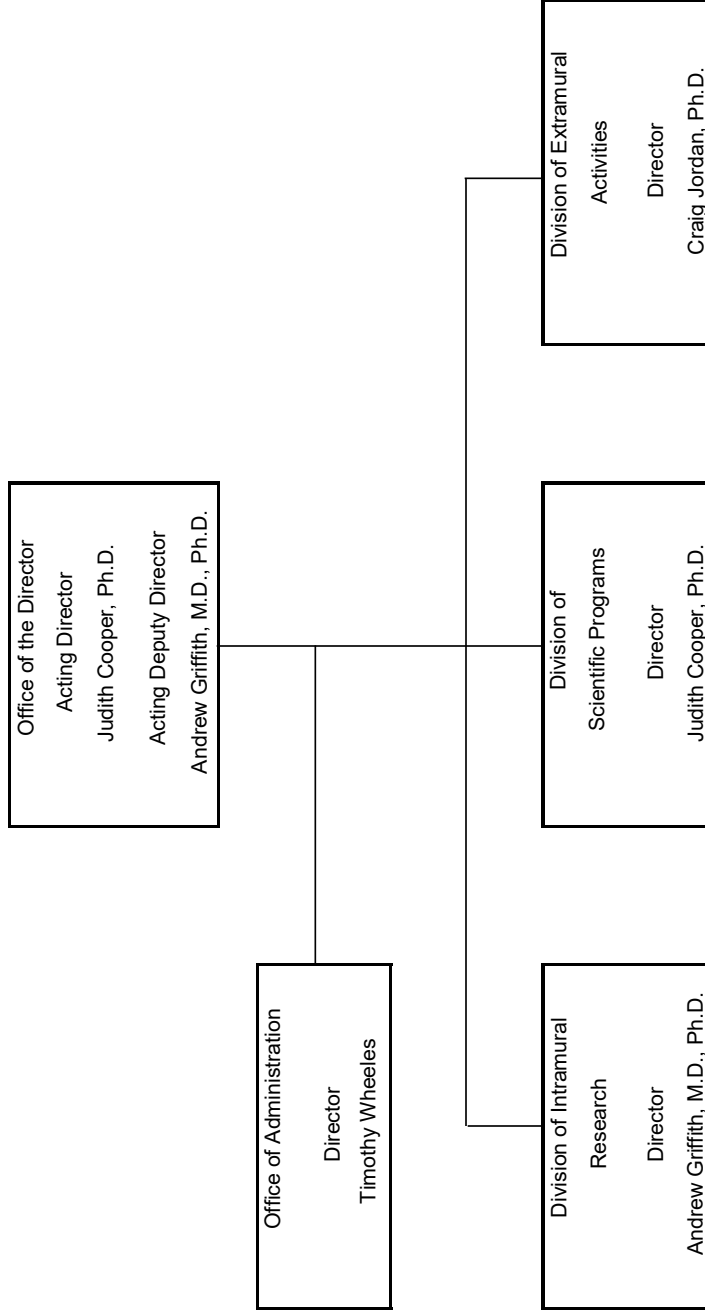 Office of the Director
Acting Director
Judith Cooper, Ph.D.
Acting Deputy Director
Andrew Griffith, M.D., Ph.D.
Office of Administration
Director
Timothy Wheeles
Division of Intramural
Research
Director
Andrew Griffith, M.D., Ph.D.
Division of
Scientific Programs
Director
Judith Cooper, Ph.D.
Division of Extramural
Activities
Director
Craig Jordan, Ph.D.